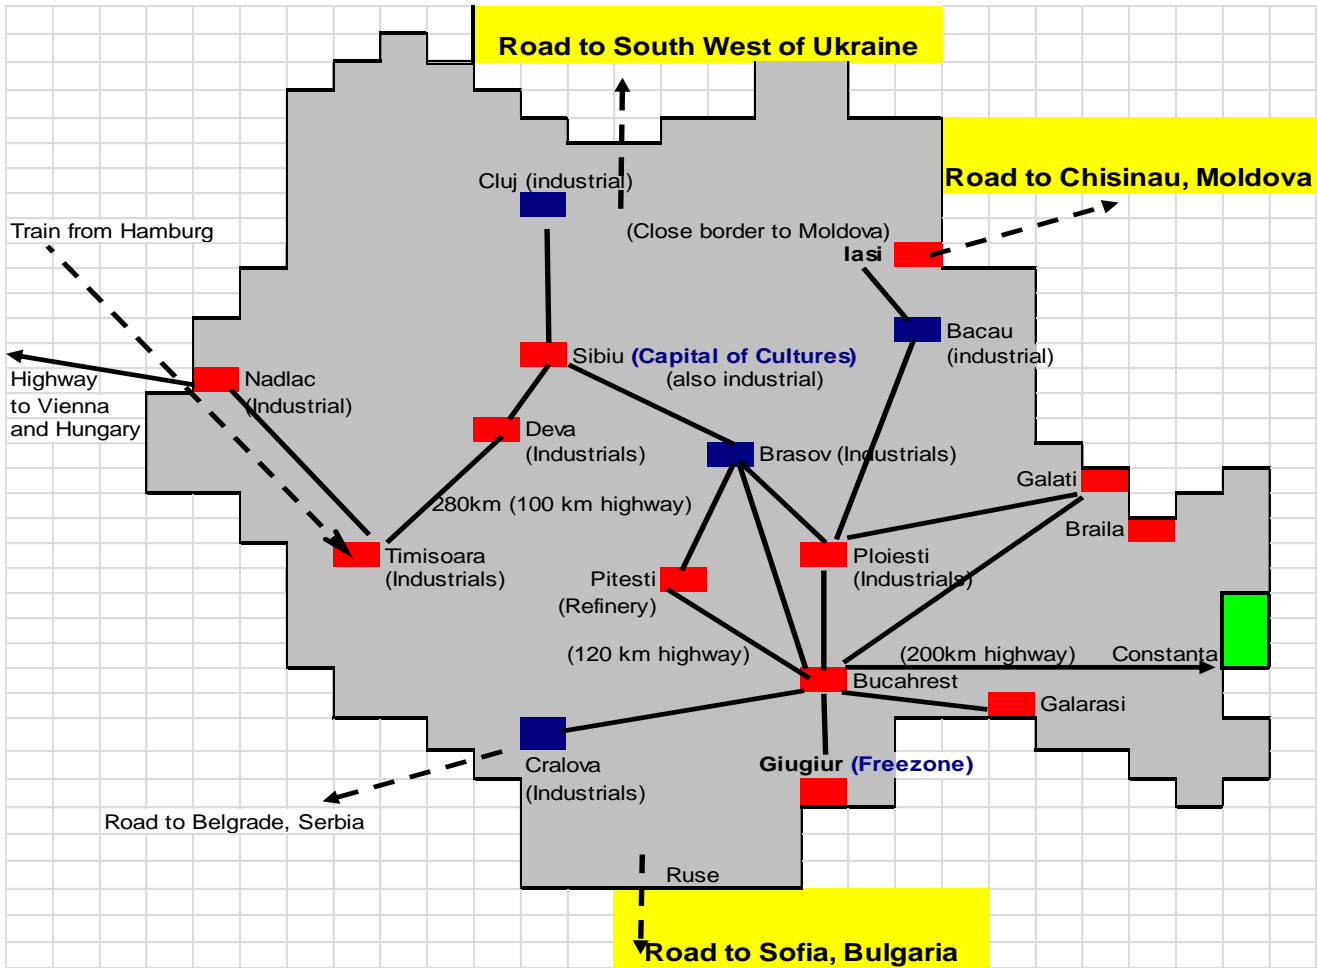 Road to South West of Ukraine
Cluj (industrial)
Road to Chisinau, Moldova
Train from Hamburg
(Close border to Moldova)
Iasi
Bacau
(industrial)
Sibiu (Capital of Cultures)
(also industrial)
Highway
to Vienna
and Hungary
Nadlac
(Industrial)
Deva
(Industrials)
Brasov (Industrials)
Galati
280km (100 km highway)
Braila
Timisoara
(Industrials)
Pitesti
(Refinery)
Ploiesti
(Industrials)
(120 km highway)
(200km highway)
Constanta
Bucahrest
Galarasi
Cralova
(Industrials)
Giugiur (Freezone)
Road to Belgrade, Serbia
Ruse
Road to Sofia, Bulgaria